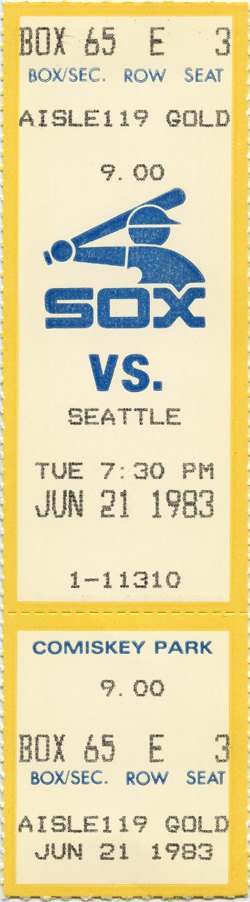 BOX 65 E 3
BOX/SEC. ROW SEAT
AISLE119 GOLD
9.00
SOX
VS.
SEATTLE
TUE 7:30 PM
JUN 21 1983
1-11310
COMISKEY PARK
9.00
BOX 65 E 3
BOX/SEC. ROW SEAT
AISLE119 GOLD
JUN 21 1983